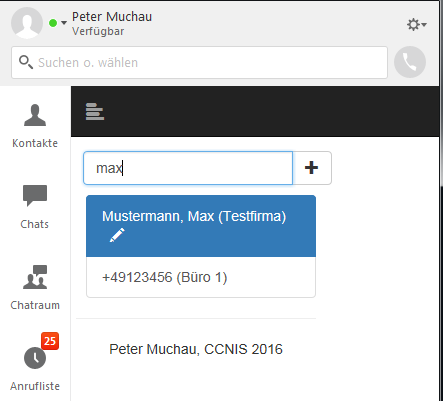 Peter Muchau
Verfügbar
Suchen o. wählen
Kontakte
Chats
Chatraum
25
Anrufliste
max
Mustermann, Max (Testfirma)
+49123456 (Büro 1)
Peter Muchau, CCNIS 2016